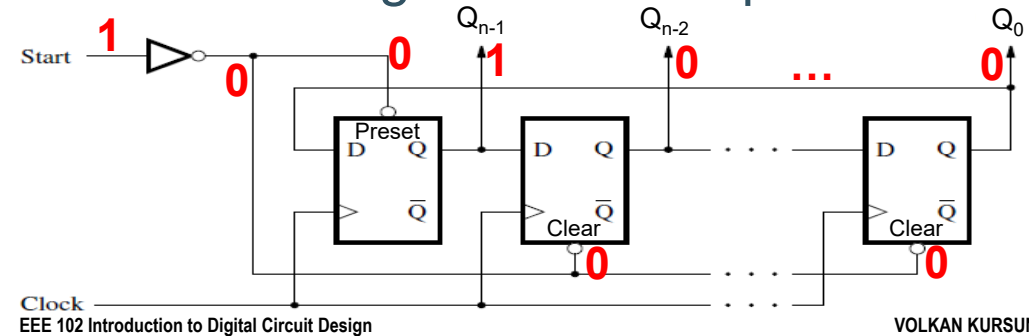 Qn-1 Qn-2 Q0
Start 1 0 0 1 0 ... 0
Preset
D Q D Q . . . D Q
Q̅ Q̅ Q̅
Clear Clear
0 0
Clock
EEE 102 Introduction to Digital Circuit Design VOLKAN KURSUN